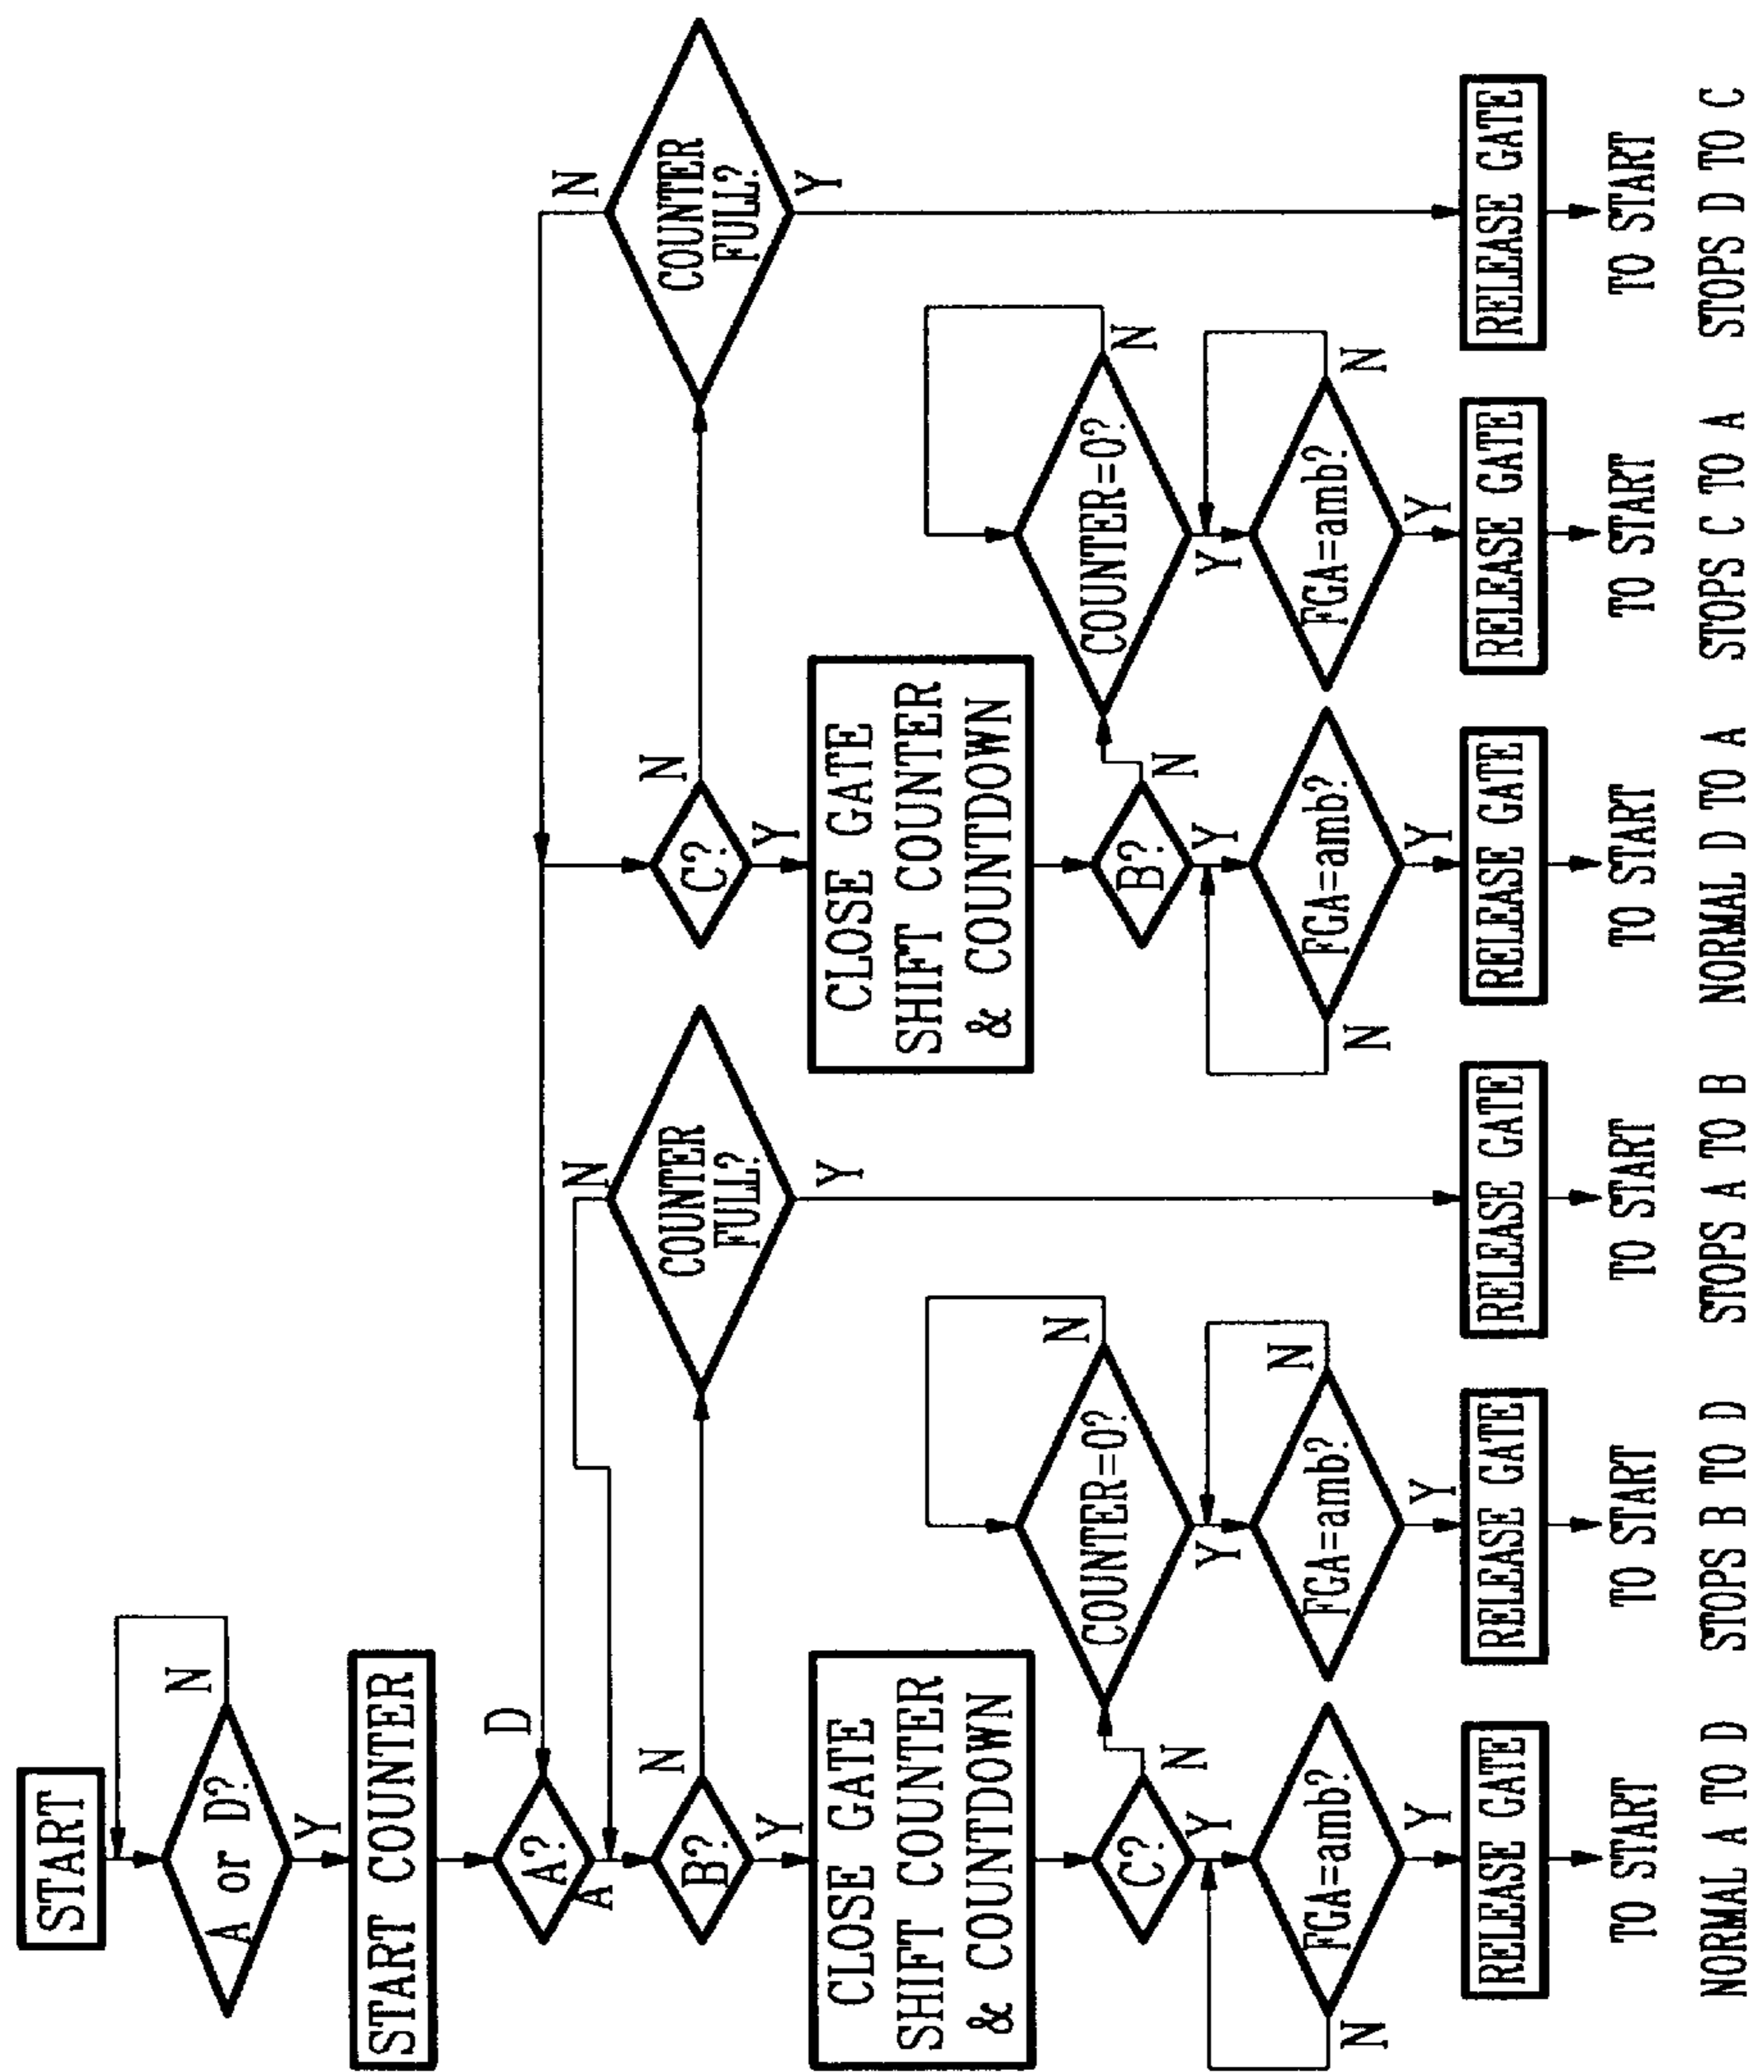 START
A or D?
N
Y
START COUNTER
A?
D
A
B?
N
Y
COUNTER
FULL?
N
Y
C?
N
Y
COUNTER
FULL?
N
Y
CLOSE GATE
SHIFT COUNTER
& COUNTDOWN
CLOSE GATE
SHIFT COUNTER
& COUNTDOWN
C?
N
Y
COUNTER=0?
N
Y
B?
N
Y
COUNTER=0?
N
Y
FGA=amb?
N
Y
FGA=amb?
N
Y
FGA=amb?
N
Y
FGA=amb?
N
Y
RELEASE GATE
RELEASE GATE
RELEASE GATE
RELEASE GATE
RELEASE GATE
RELEASE GATE
TO START
TO START
TO START
TO START
TO START
TO START
NORMAL A TO D
STOPS B TO D
STOPS A TO B
NORMAL D TO A
STOPS C TO A
STOPS D TO C